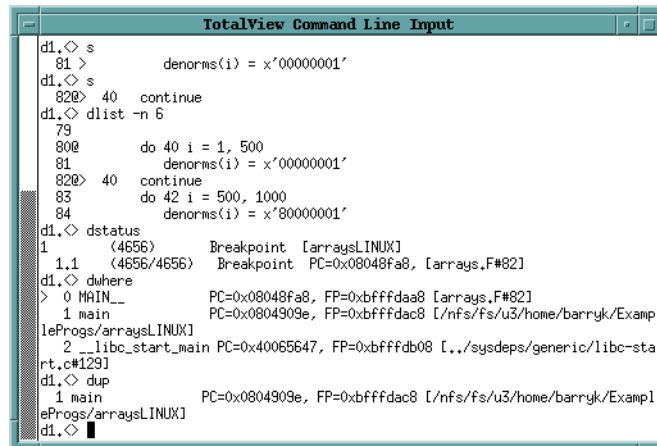 TotalView Command Line Input
d1.<> s
81 > denorms(i) = x'00000001'
d1.<> s
82@> 40 continue
d1.<> dlist -n 6
79
80@ do 40 i = 1, 500
81 denorms(i) = x'00000001'
82@> 40 continue
83 do 42 i = 500, 1000
84 denorms(i) = x'80000001'
d1.<> dstatus
1 (4656) Breakpoint [arraysLINUX]
1.1 (4656/4656) Breakpoint PC=0x08048fa8, [arrays.F#82]
d1.<> dwhere
> 0 MAIN__ PC=0x08048fa8, FP=0xbfffdaa8 [arrays.F#82]
1 main PC=0x0804909e, FP=0xbfffdac8 [/nfs/fs/u3/home/barryk/Examp
leProgs/arraysLINUX]
2 __libc_start_main PC=0x40065647, FP=0xbfffdb08 [../sysdeps/generic/libc-sta
rt.c#129]
d1.<> dup
1 main PC=0x0804909e, FP=0xbfffdac8 [/nfs/fs/u3/home/barryk/Exampl
eProgs/arraysLINUX]
d1.<>